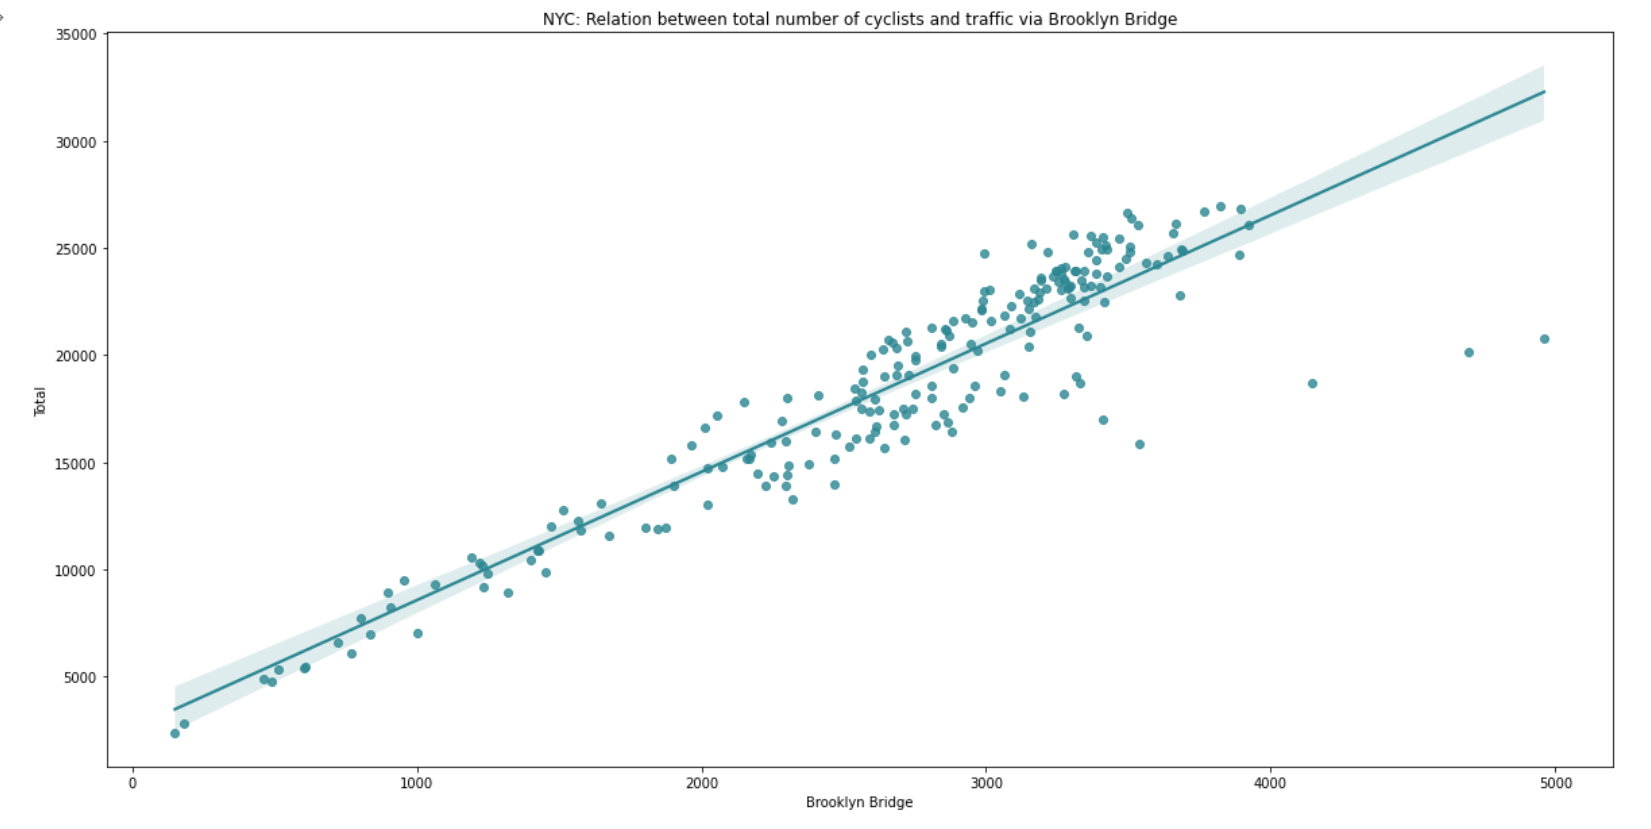 NYC: Relation between total number of cyclists and traffic via Brooklyn Bridge
35000
30000
25000
20000
15000
10000
5000
Total
0 1000 2000 3000 4000 5000
Brooklyn Bridge